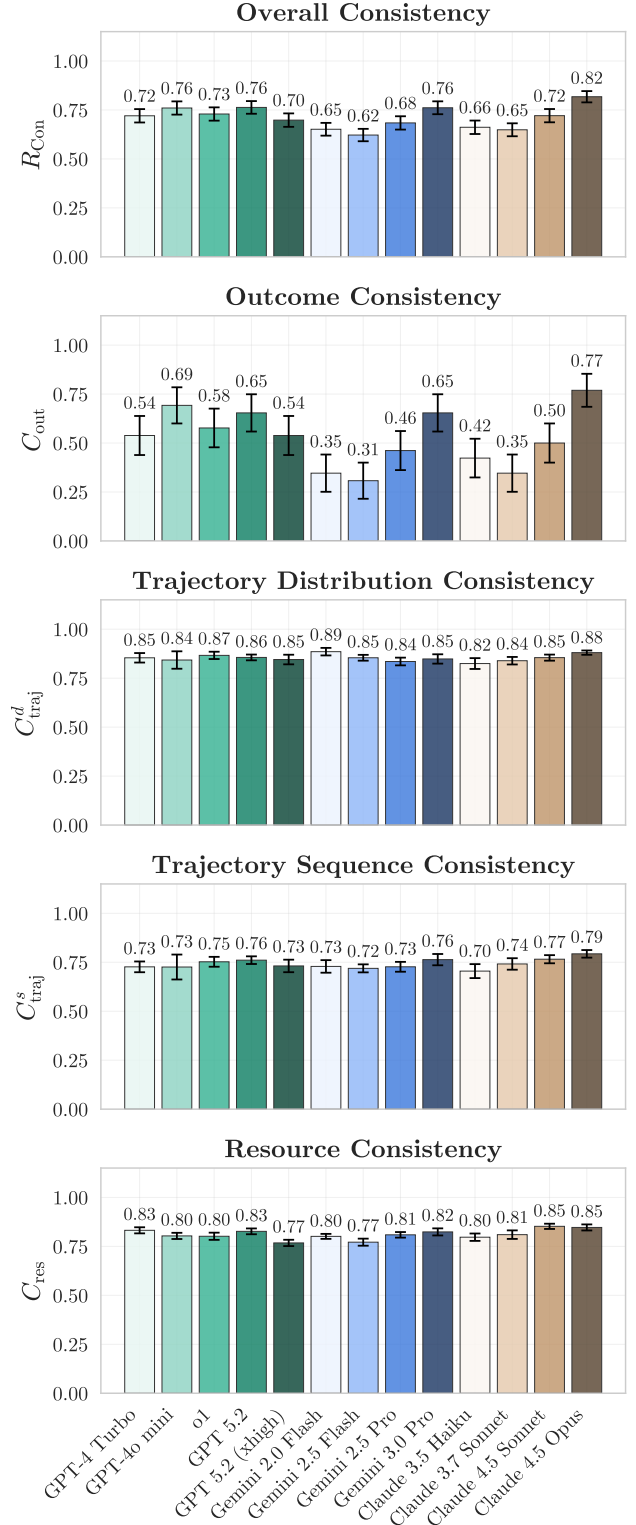 Overall Consistency
1.00
0.75
0.50
0.25
0.00
R_Con
0.72 0.76 0.73 0.76 0.70 0.65 0.62 0.68 0.76 0.66 0.65 0.72 0.82
Outcome Consistency
1.00
0.75
0.50
0.25
0.00
C_out
0.54 0.69 0.58 0.65 0.54 0.35 0.31 0.46 0.65 0.42 0.35 0.50 0.77
Trajectory Distribution Consistency
1.00
0.75
0.50
0.25
0.00
C^d_traj
0.85 0.84 0.87 0.86 0.85 0.89 0.85 0.84 0.85 0.82 0.84 0.85 0.88
Trajectory Sequence Consistency
1.00
0.75
0.50
0.25
0.00
C^s_traj
0.73 0.73 0.75 0.76 0.73 0.73 0.72 0.73 0.76 0.70 0.74 0.77 0.79
Resource Consistency
1.00
0.75
0.50
0.25
0.00
C_res
0.83 0.80 0.80 0.83 0.77 0.80 0.77 0.81 0.82 0.80 0.81 0.85 0.85
GPT-4 Turbo
GPT-4o mini
o1
GPT 5.2
GPT 5.2 (xhigh)
Gemini 2.0 Flash
Gemini 2.5 Flash
Gemini 2.5 Pro
Gemini 3.0 Pro
Claude 3.5 Haiku
Claude 3.7 Sonnet
Claude 4.5 Sonnet
Claude 4.5 Opus